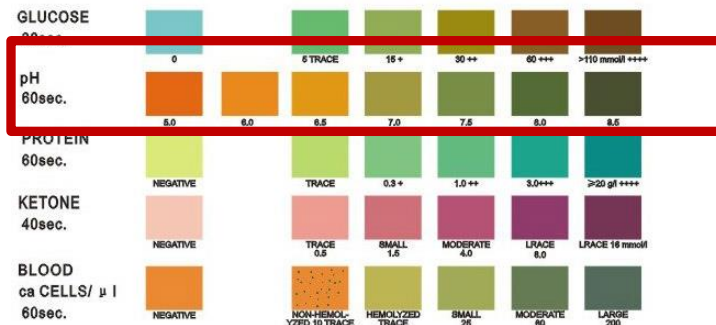 GLUCOSE
0 5 TRACE 15 + 30 ++ 60 +++ >110 mmol/l ++++
pH
60sec.
5.0 6.0 6.5 7.0 7.5 8.0 8.5
PROTEIN
60sec.
NEGATIVE TRACE 0.3 + 1.0 ++ 3.0+++ ≥20 g/l ++++
KETONE
40sec.
NEGATIVE TRACE SMALL MODERATE LRACE LRACE 16 mmol/l
0.5 1.5 4.0 8.0
BLOOD
ca CELLS/ μl
60sec.
NEGATIVE NON-HEMOL- HEMOLYZED SMALL MODERATE LARGE
YZED 10 TRACE TRACE 25 80 200